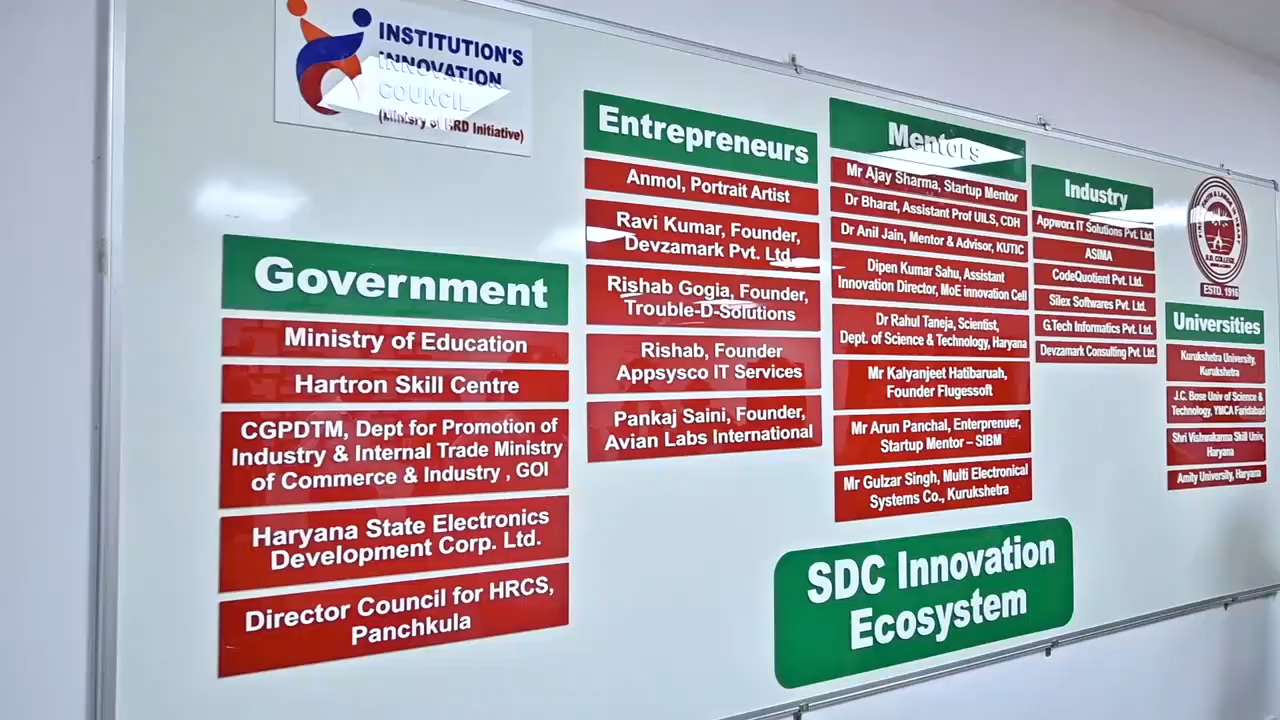 INSTITUTION'S
INNOVATION
COUNCIL
(Ministry of HRD Initiative)
Government
Ministry of Education
Hartron Skill Centre
CGPDTM, Dept for Promotion of
Industry & Internal Trade Ministry
of Commerce & Industry , GOI
Haryana State Electronics
Development Corp. Ltd.
Director Council for HRCS,
Panchkula
Entrepreneurs
Anmol, Portrait Artist
Ravi Kumar, Founder,
Devzamark Pvt. Ltd.
Rishab Gogia, Founder,
Trouble-D-Solutions
Rishab, Founder
Appsysco IT Services
Pankaj Saini, Founder,
Avian Labs International
Mentors
Mr Ajay Sharma, Startup Mentor
Dr Bharat, Assistant Prof UILS, CDH
Dr Anil Jain, Mentor & Advisor, KUTIC
Dipen Kumar Sahu, Assistant
Innovation Director, MoE innovation Cell
Dr Rahul Taneja, Scientist,
Dept. of Science & Technology, Haryana
Mr Kalyanjeet Hatibaruah,
Founder Flugessoft
Mr Arun Panchal, Enterprenuer,
Startup Mentor – SIBM
Mr Gulzar Singh, Multi Electronical
Systems Co., Kurukshetra
Industry
Appworx IT Solutions Pvt. Ltd.
ASIMA
CodeQuotient Pvt. Ltd.
Silex Softwares Pvt. Ltd.
G.Tech Informatics Pvt. Ltd.
Devzamark Consulting Pvt. Ltd.
S.D. COLLEGE
ESTD. 1916
Universities
Kurukshetra University,
Kurukshetra
J.C. Bose Univ of Science &
Technology, YMCA Faridabad
Shri Vishwakarma Skill Univ,
Haryana
Amity University, Haryana
SDC Innovation
Ecosystem